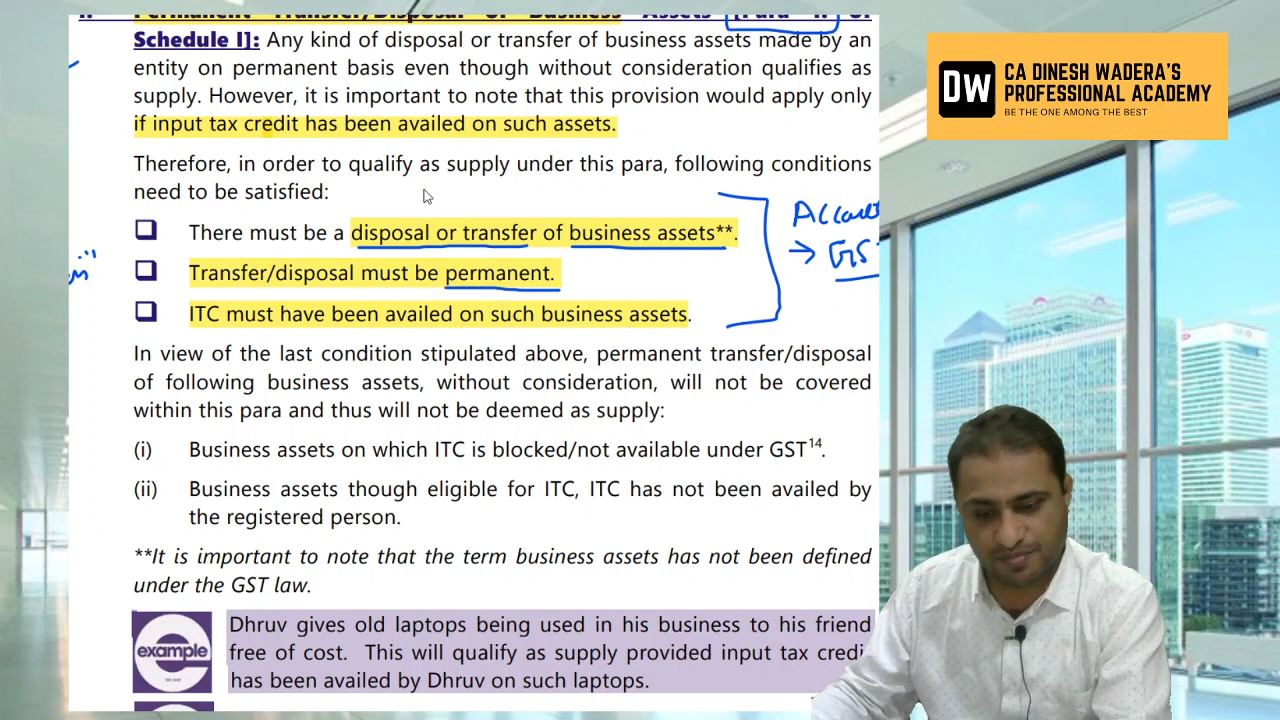 Permanent Transfer/Disposal of Business Assets [Para 1. of
Schedule I]: Any kind of disposal or transfer of business assets made by an
entity on permanent basis even though without consideration qualifies as
supply. However, it is important to note that this provision would apply only
if input tax credit has been availed on such assets.
Therefore, in order to qualify as supply under this para, following conditions
need to be satisfied:
There must be a disposal or transfer of business assets**.
Transfer/disposal must be permanent.
ITC must have been availed on such business assets.
→ GS
In view of the last condition stipulated above, permanent transfer/disposal
of following business assets, without consideration, will not be covered
within this para and thus will not be deemed as supply:
(i) Business assets on which ITC is blocked/not available under GST14.
(ii) Business assets though eligible for ITC, ITC has not been availed by
the registered person.
**It is important to note that the term business assets has not been defined
under the GST law.
example
Dhruv gives old laptops being used in his business to his friend
free of cost. This will qualify as supply provided input tax credi
has been availed by Dhruv on such laptops.
DW
CA DINESH WADERA'S
PROFESSIONAL ACADEMY
BE THE ONE AMONG THE BEST